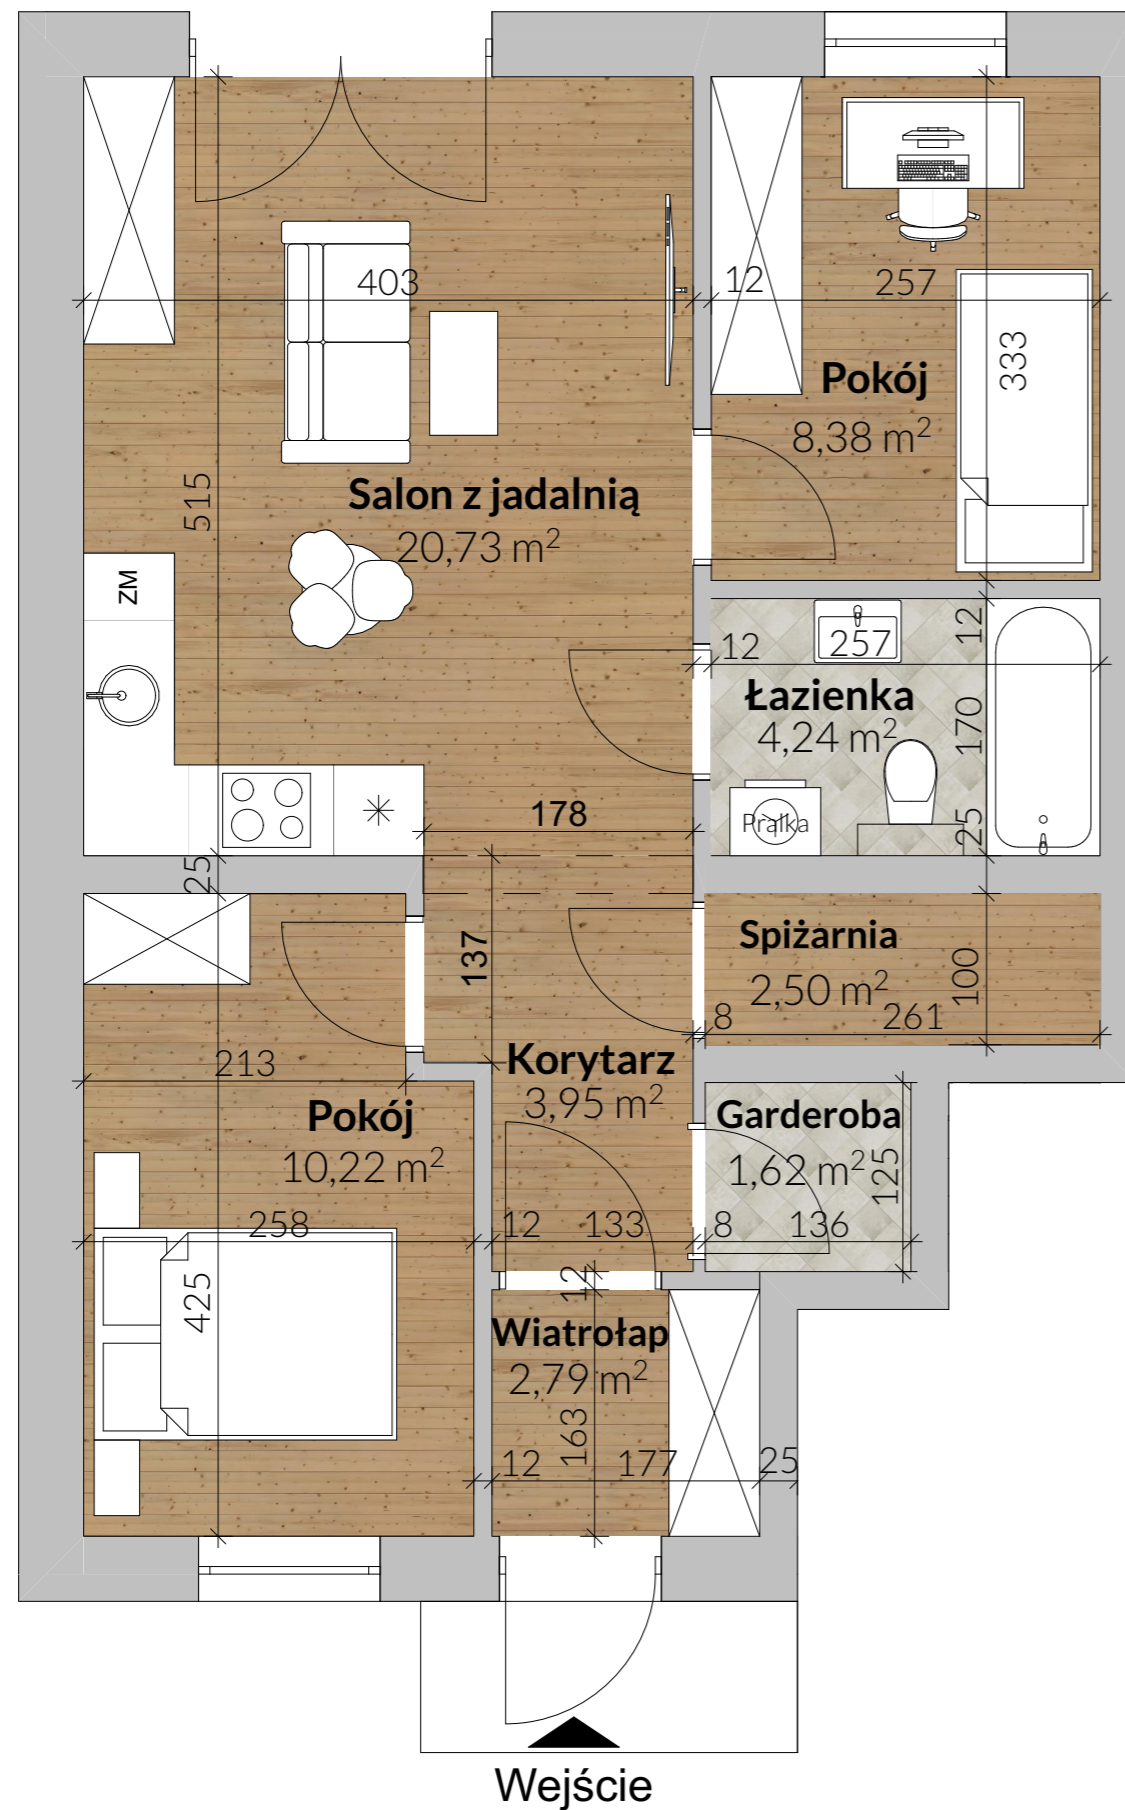 403
12
257
333
Pokój
8,38 m²
515
Salon z jadalnią
20,73 m²
ZM
12
257
12
Łazienka
4,24 m²
170
178
Pralka
25
25
137
Spiżarnia
2,50 m²
100
8
261
213
Korytarz
3,95 m²
Pokój
10,22 m²
Garderoba
1,62 m²
125
258
12
133
8
136
425
12
Wiatrołap
2,79 m²
163
12
177
25
Wejście